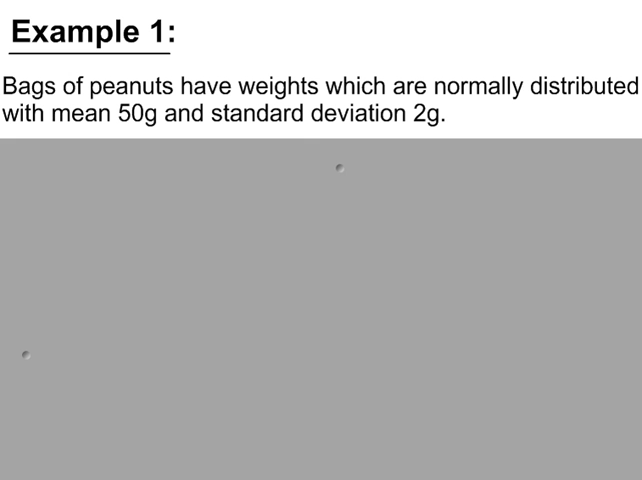 Example 1:
Bags of peanuts have weights which are normally distributed
with mean 50g and standard deviation 2g.